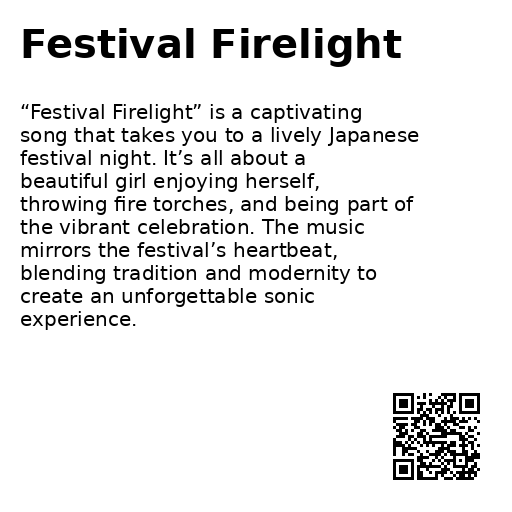 Festival Firelight
“Festival Firelight” is a captivating
song that takes you to a lively Japanese
festival night. It’s all about a
beautiful girl enjoying herself,
throwing fire torches, and being part of
the vibrant celebration. The music
mirrors the festival’s heartbeat,
blending tradition and modernity to
create an unforgettable sonic
experience.